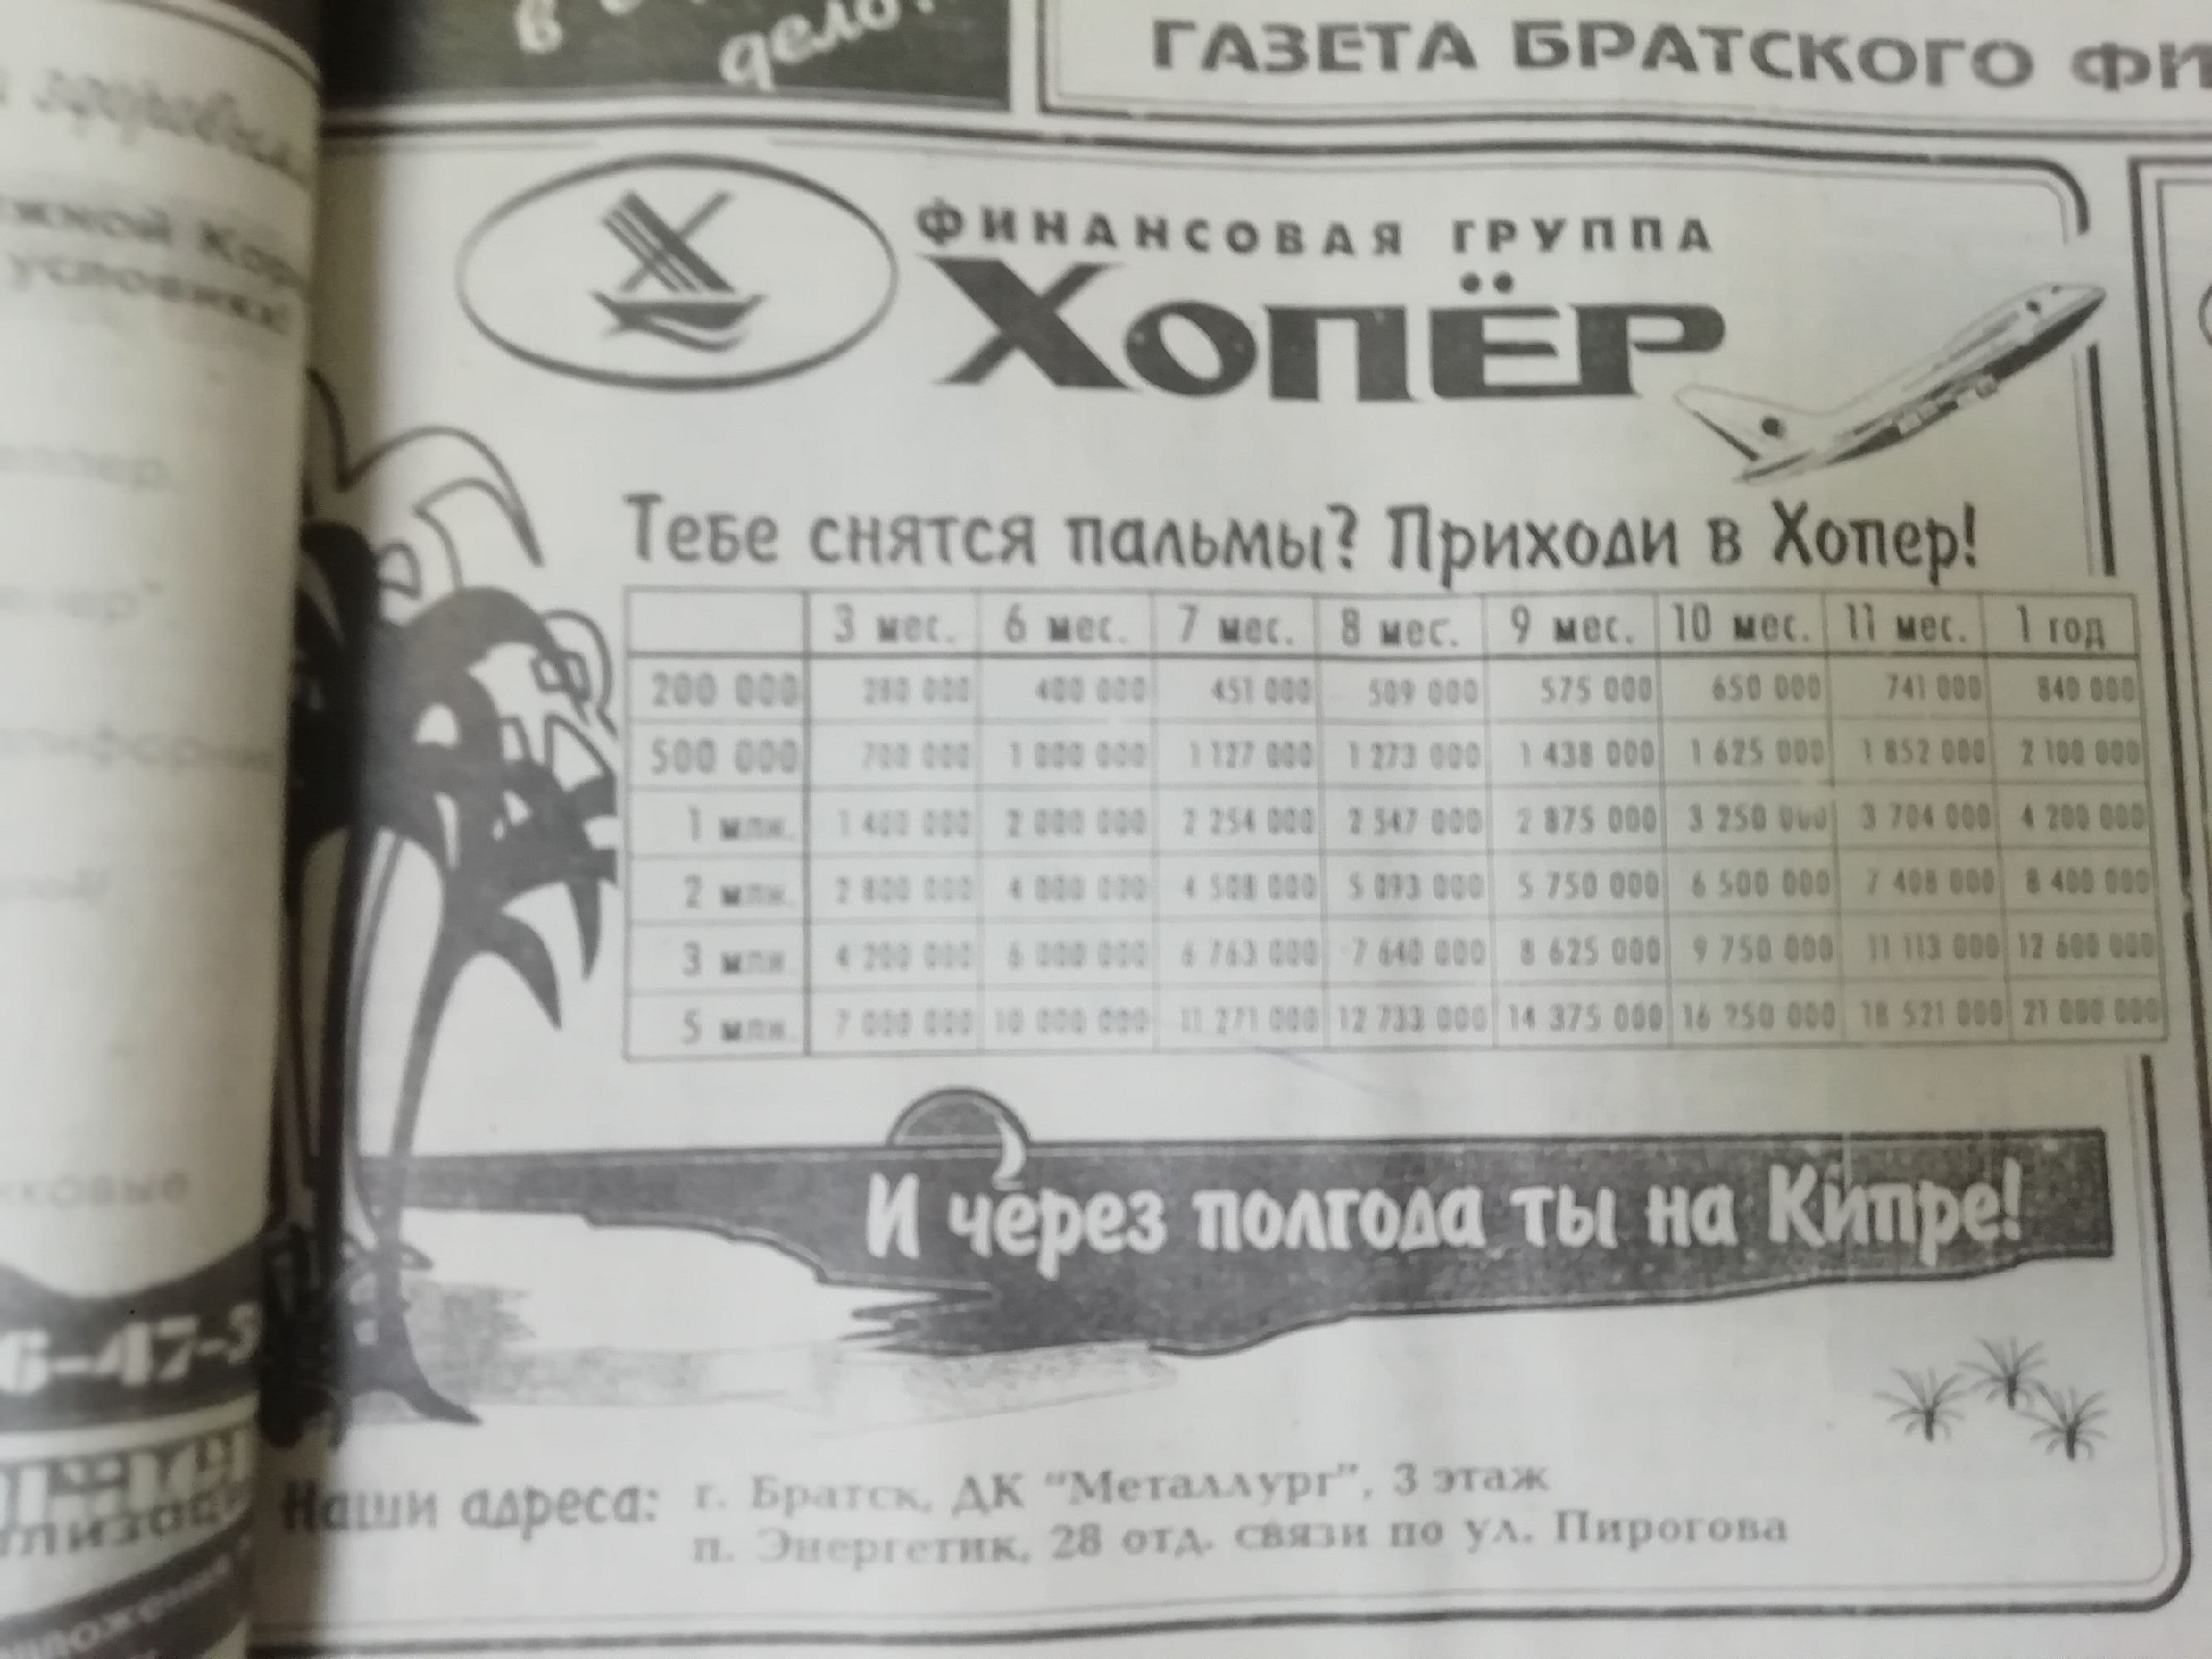 в
дело
ГАЗЕТА БРАТСКОГО
ФИНАНСОВАЯ ГРУППА
ХОПЁР
Тебе снятся пальмы? Приходи в Хопер!
3 мес. 6 мес. 7 мес. 8 мес. 9 мес. 10 мес. 11 мес. 1 год
200 000 280 000 400 000 451 000 509 000 575 000 650 000 741 000 840 000
500 000 700 000 1 000 000 1 127 000 1 273 000 1 438 000 1 625 000 1 852 000 2 100 000
1 млн. 1 400 000 2 000 000 2 254 000 2 547 000 2 875 000 3 250 000 3 704 000 4 200 000
2 млн. 2 800 000 4 000 000 4 508 000 5 093 000 5 750 000 6 500 000 7 408 000 8 400 000
3 млн 4 200 000 6 000 000 6 763 000 7 640 000 8 625 000 9 750 000 11 113 000 12 600 000
5 млн. 7 000 000 10 000 000 11 271 000 12 733 000 14 375 000 16 250 000 18 521 000 21 000 000
И через полгода ты на Кипре!
Наши адреса: г. Братск, ДК "Металлург", 3 этаж
п. Энергетик, 28 отд. связи по ул. Пирогова
условиях!
6-47-3